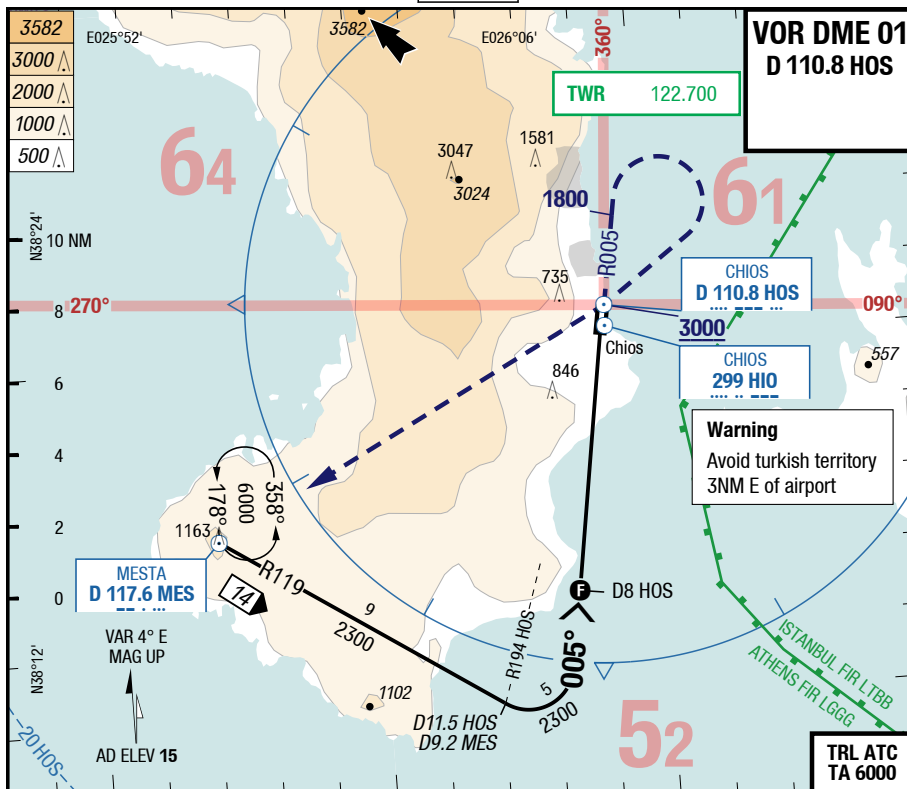 3582
3000
2000
1000
500
E025°52'
3582
E026°06'
360°
VOR DME 01
D 110.8 HOS
TWR 122.700
64
3047
3024
1581
61
1800
R005
N38°24'
10 NM
270°
735
CHIOS
D 110.8 HOS
090°
8
3000
Chios
CHIOS
299 HIO
557
6
846
Warning
Avoid turkish territory
3NM E of airport
4
178°
6000
358°
1163
2
MESTA
D 117.6 MES
R119
14
9
2300
0
D8 HOS
F
R194 HOS
005°
5
2300
VAR 4° E
MAG UP
N38°12'
1102
D11.5 HOS
D9.2 MES
ISTANBUL FIR LTBB
ATHENS FIR LGGG
52
20 HOS
AD ELEV 15
TRL ATC
TA 6000